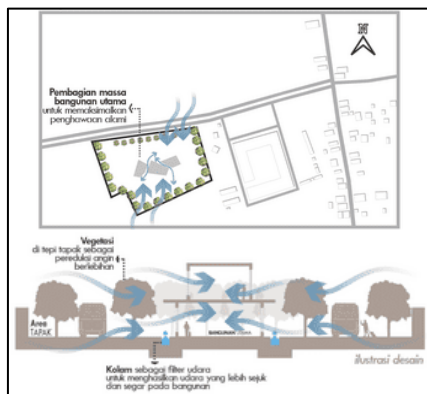 Pembagian massa
bangunan utama
untuk memaksimalkan
penghawaan alami
Vegetasi
di tepi tapak sebagai
pereduksi angin
berlebihan
Area
TAPAK
BANGUNAN
ilustrasi desain
Kolam sebagai filter udara
untuk menghasilkan udara yang lebih sejuk
dan segar pada bangunan